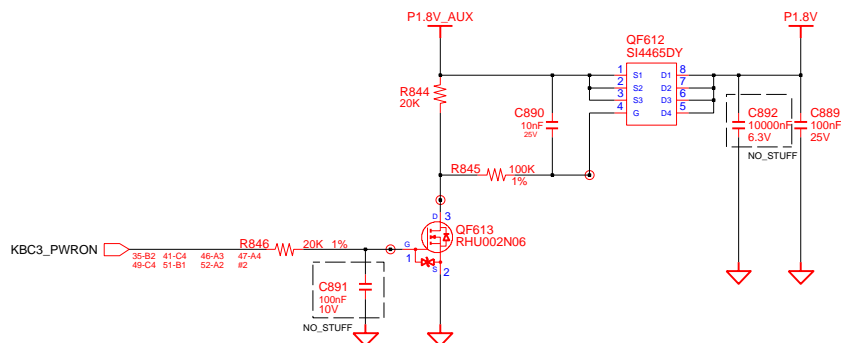 P1.8V_AUX
P1.8V
QF612
SI4465DY
1 S1 D1 8
2 S2 D2 7
3 S3 D3 6
4 G D4 5
R844
20K
C890
10nF
25V
C892
10000nF
6.3V
NO_STUFF
C889
100nF
25V
R845 100K
1%
D 3
QF613
RHU002N06
G
1
S
2
KBC3_PWRON
R846 20K 1%
35-B2 41-C4 46-A3 47-A4
49-C4 51-B1 52-A2 #2
C891
100nF
10V
NO_STUFF